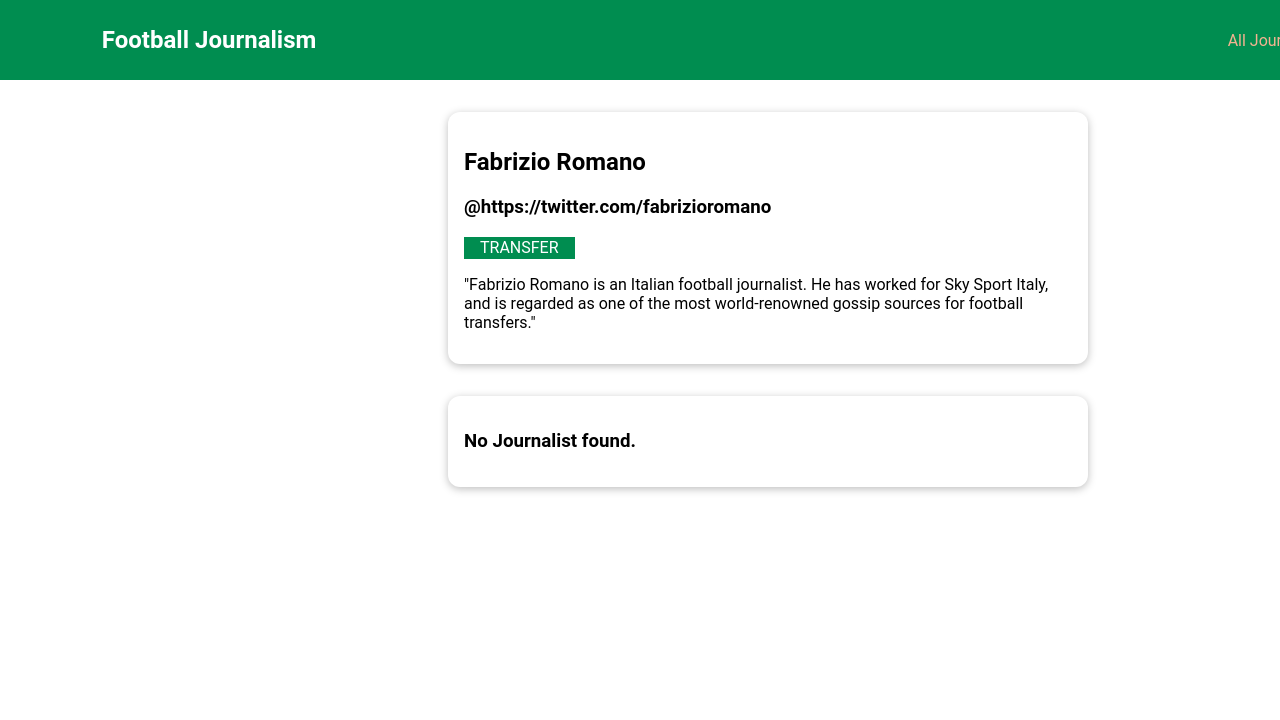 Football Journalism
All Jour
Fabrizio Romano
@https://twitter.com/fabrizioromano
TRANSFER
"Fabrizio Romano is an Italian football journalist. He has worked for Sky Sport Italy,
and is regarded as one of the most world-renowned gossip sources for football
transfers."
No Journalist found.